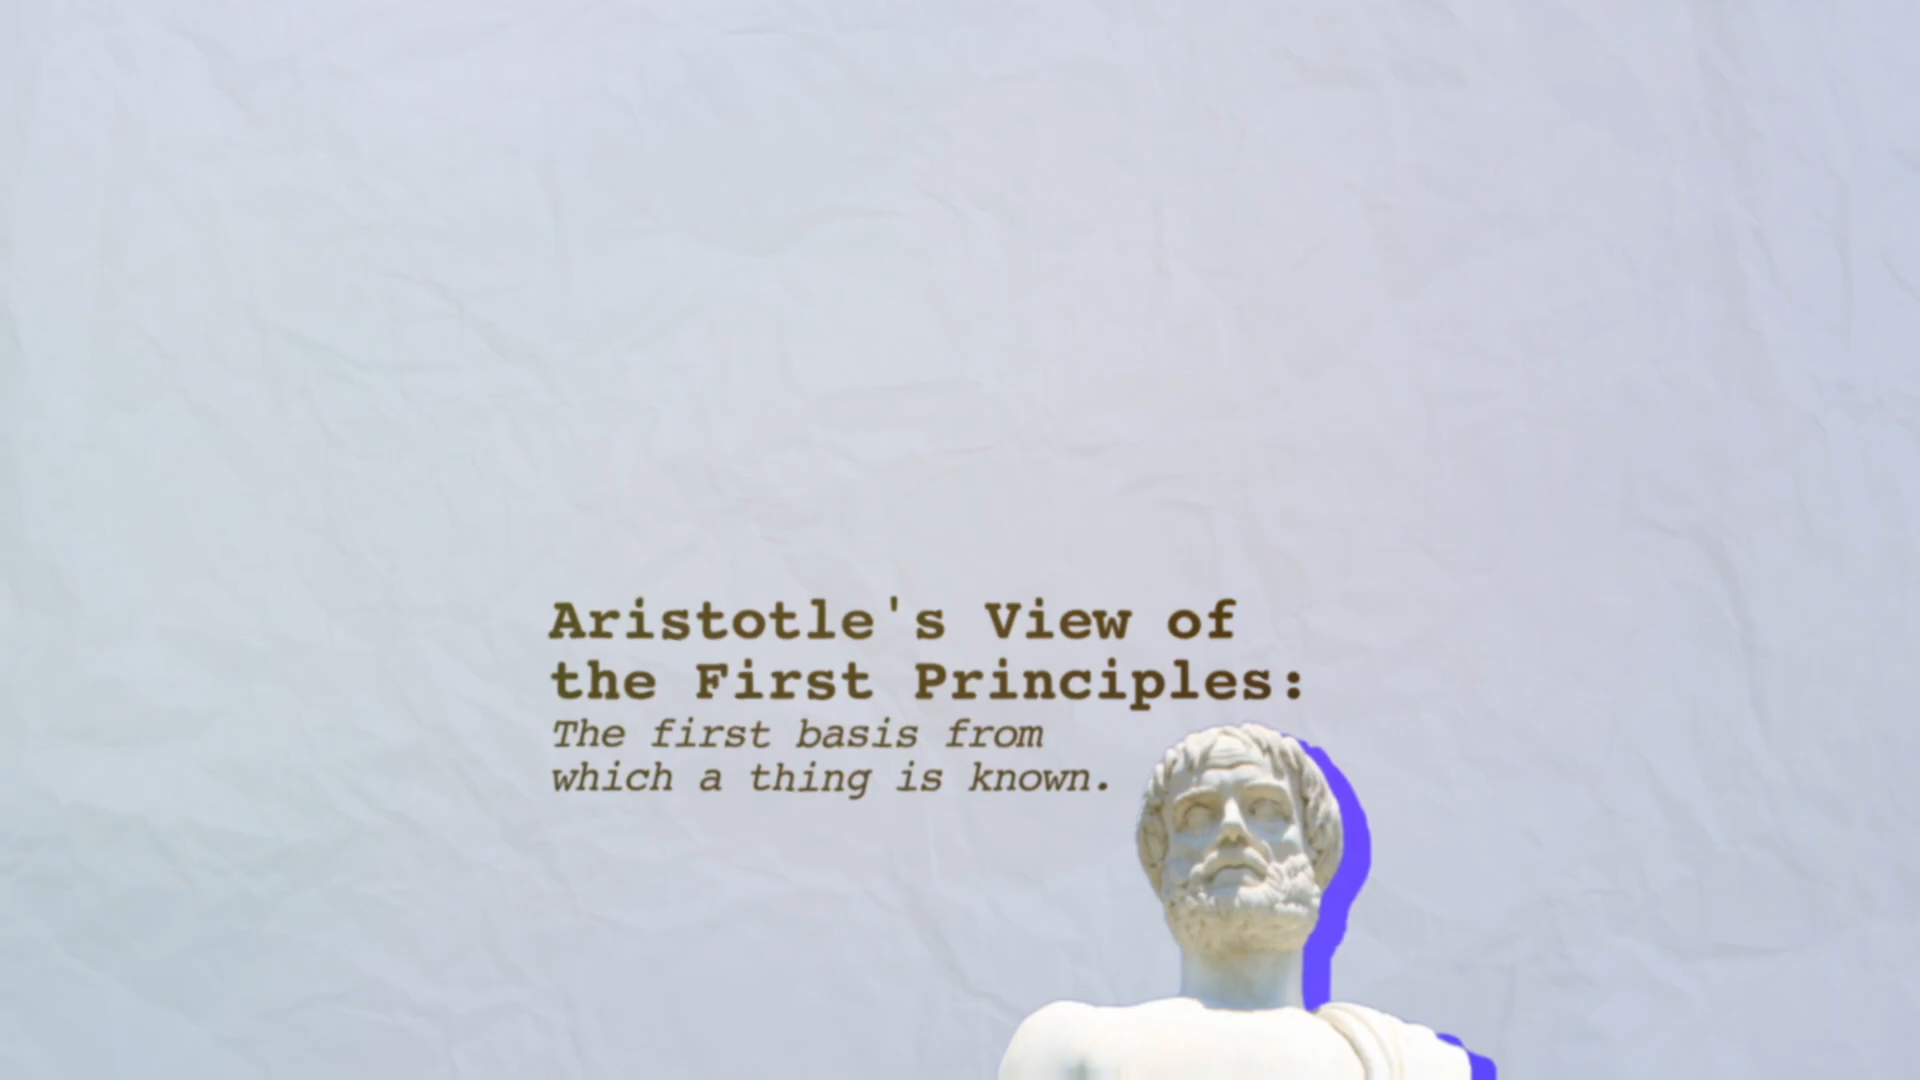 Aristotle's View of
the First Principles:
The first basis from
which a thing is known.